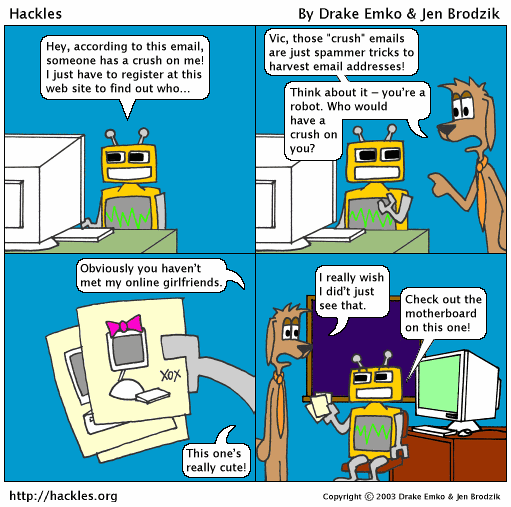 Hackles
By Drake Emko & Jen Brodzik
Hey, according to this email,
someone has a crush on me!
I just have to register at this
web site to find out who...
Vic, those "crush" emails
are just spammer tricks to
harvest email addresses!
Think about it – you're a
robot. Who would
have a
crush on
you?
Obviously you haven't
met my online girlfriends.
XOX
This one's
really cute!
I really wish
I did't just
see that.
Check out the
motherboard
on this one!
http://hackles.org
Copyright © 2003 Drake Emko & Jen Brodzik